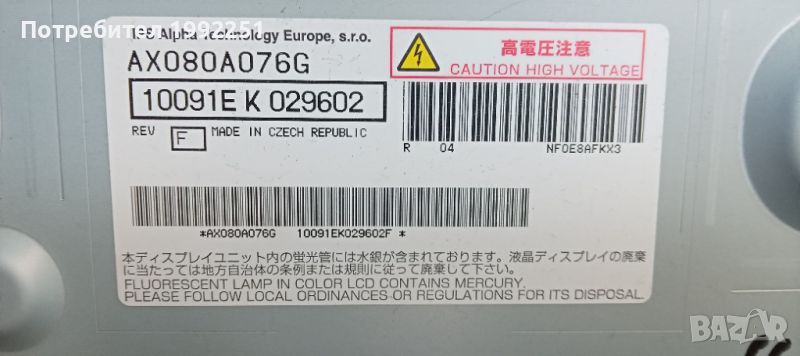 Потребител 1992251
IPS Alpha Technology Europe, s.r.o.
AX080A076G
高電圧注意
CAUTION HIGH VOLTAGE
10091E K 029602
REV F MADE IN CZECH REPUBLIC
R 04 NF0E8AFKX3
*AX080A076G 10091EK029602F *
本ディスプレイユニット内の蛍光管には水銀が含まれております。液晶ディスプレイの廃棄
に当たっては地方自治体の条例または規則に従って廃棄して下さい。
FLUORESCENT LAMP IN COLOR LCD CONTAINS MERCURY.
PLEASE FOLLOW LOCAL ORDINANCES OR REGULATIONS FOR ITS DISPOSAL.
BAZAR